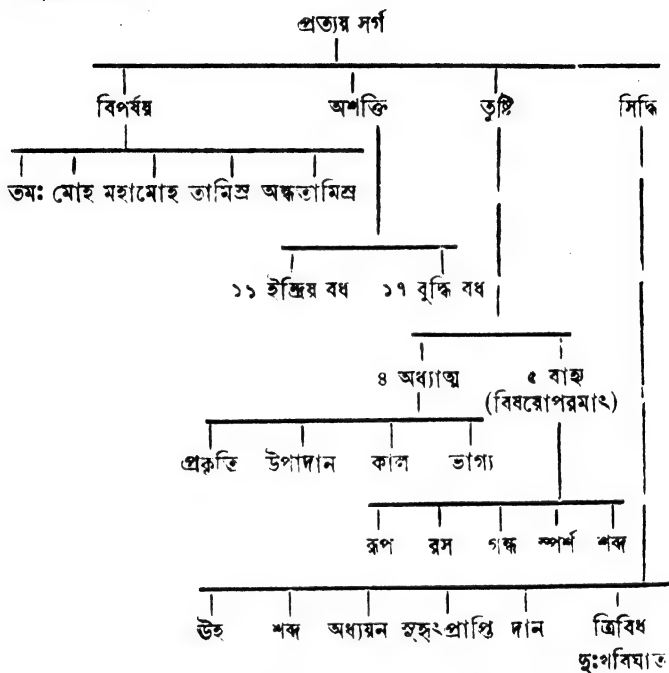 প্রত্যয় সর্গ
বিপর্যয় অশক্তি তুষ্টি সিদ্ধি
তমঃ মোহ মহামোহ তামিস্র অন্ধতামিস্র
১১ ইন্দ্রিয় বধ ১৭ বুদ্ধি বধ
৪ অধ্যাত্ম ৫ বাহ্য
(বিষয়োপরমাৎ)
প্রকৃতি উপাদান কাল ভাগ্য
রূপ রস গন্ধ স্পর্শ শব্দ
ঊহ শব্দ অধ্যয়ন সুহৃৎপ্রাপ্তি দান ত্রিবিধ
দুঃখবিঘাত